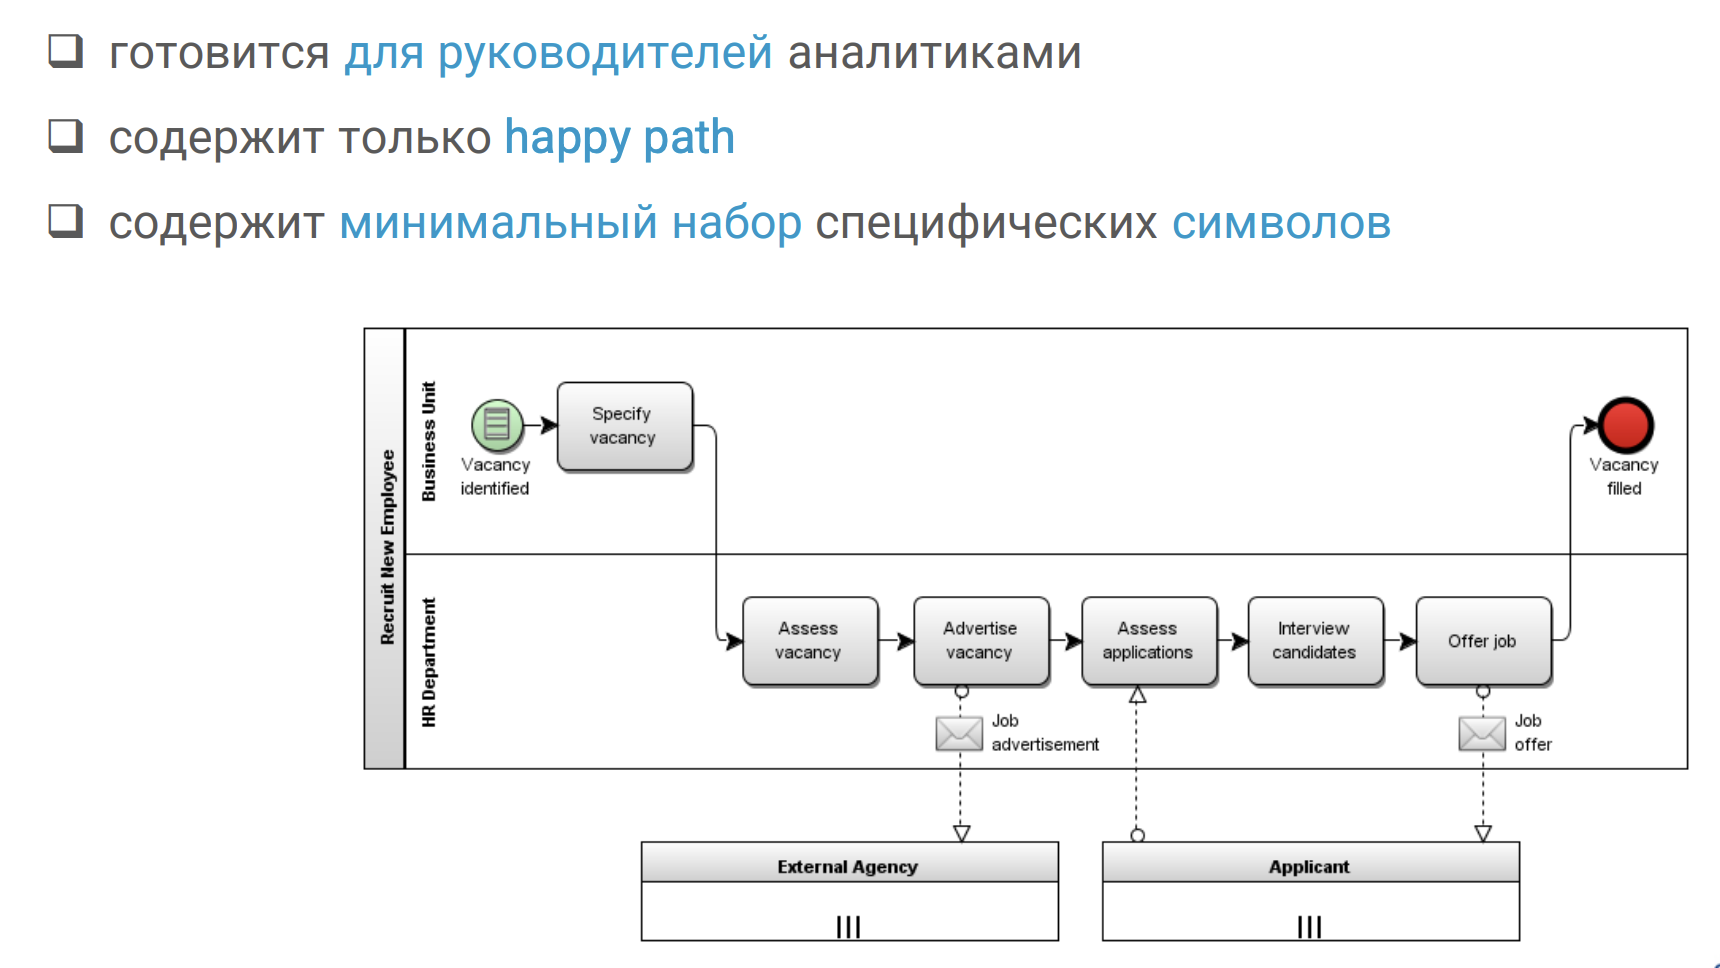 готовится для руководителей аналитиками
содержит только happy path
содержит минимальный набор специфических символов
Recruit New Employee
Business Unit
Vacancy
identified
Specify
vacancy
Vacancy
filled
HR Department
Assess
vacancy
Advertise
vacancy
Assess
applications
Interview
candidates
Offer job
Job
advertisement
Job
offer
External Agency
Applicant